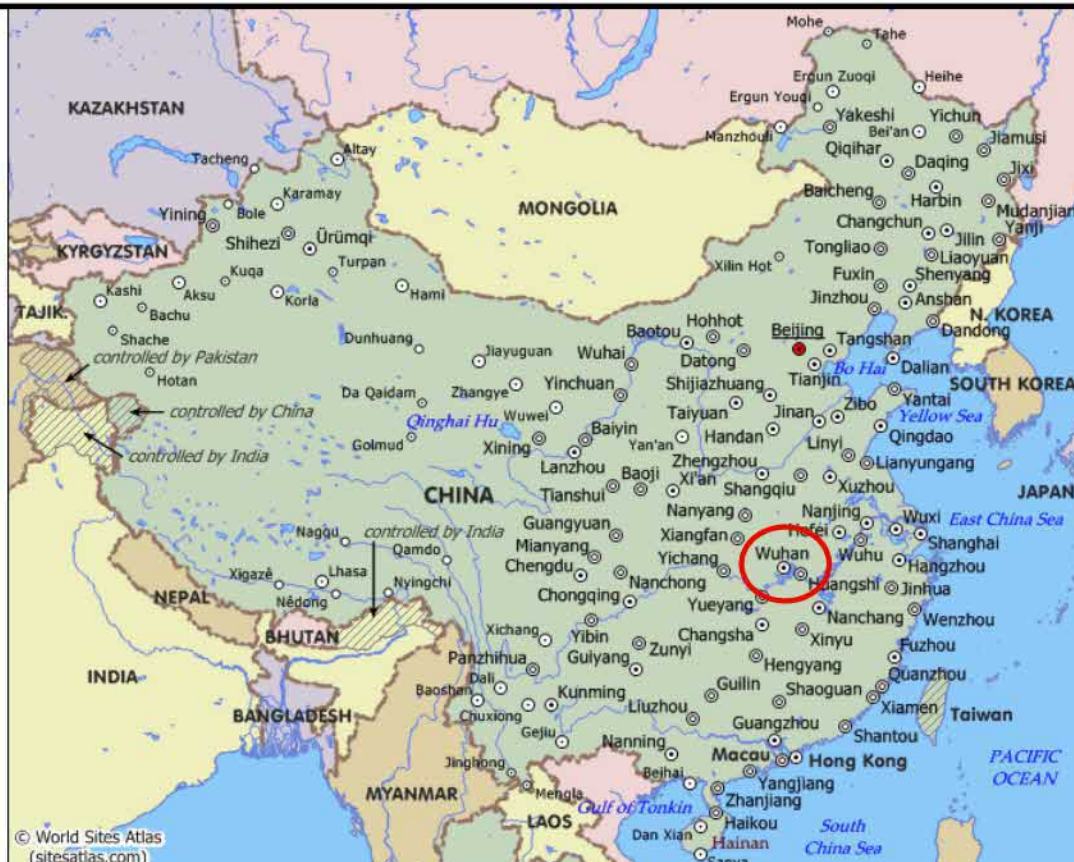 Mohe
Tahe
Ergun Zuoqi
Heihe
KAZAKHSTAN
Ergun Youqi
Yakeshi
Yichun
Manzhouli
Bei'an
Jiamusi
Altay
Qiqihar
Tacheng
Daqing
Jixi
Karamay
Baicheng
Harbin
Yining
Bole
MONGOLIA
Mudanjian
Changchun
KYRGYZSTAN
Shihezi
Ürümqi
Jilin
Yanji
Tongliao
Liaoyuan
Turpan
Xilin Hot
Kuqa
Fuxin
Shenyang
Kashi
Aksu
Korla
Hami
Jinzhou
Anshan
TAJIK.
Bachu
N. KOREA
Hohhot
Beijing
Dandong
Shache
Dunhuang
Baotou
Tangshan
controlled by Pakistan
Jiayuguan
Wuhai
Datong
Bo Hai
Dalian
Hotan
Tianjin
Zhangye
Yinchuan
Shijiazhuang
SOUTH KOREA
Da Qaidam
Yantai
controlled by China
Wuwei
Taiyuan
Jinan
Zibo
Yellow Sea
Qinghai Hu
Baiyin
Handan
Golmud
Xining
Yan'an
Linyi
Qingdao
controlled by India
Lanzhou
Zhengzhou
Lianyungang
Baoji
Xi'an
CHINA
Tianshui
Shangqiu
Xuzhou
JAPAN
Nanyang
Nanjing
controlled by India
Guangyuan
Wuxi
East China Sea
Naggu
Xiangfan
Hefei
Qamdo
Mianyang
Shanghai
Yichang
Wuhan
Wuhu
Lhasa
Chengdu
Hangzhou
Xigazê
Nyingchi
Nanchong
Huangshi
Jinhua
NEPAL
Nêdong
Chongqing
Yueyang
Nanchang
Wenzhou
BHUTAN
Xichang
Changsha
Yibin
Zunyi
Xinyu
Fuzhou
Panzhihua
Guiyang
Hengyang
INDIA
Dali
Quanzhou
Baoshan
Kunming
Guilin
Shaoguan
Xiamen
BANGLADESH
Chuxiong
Liuzhou
Taiwan
Guangzhou
Shantou
Gejiu
Nanning
Macau
Hong Kong
PACIFIC
OCEAN
Jinghong
Beihai
Yangjiang
MYANMAR
Mengla
Zhanjiang
Gulf of Tonkin
Haikou
© World Sites Atlas
(sitesatlas.com)
LAOS
Dan Xian
Hainan
South
China Sea